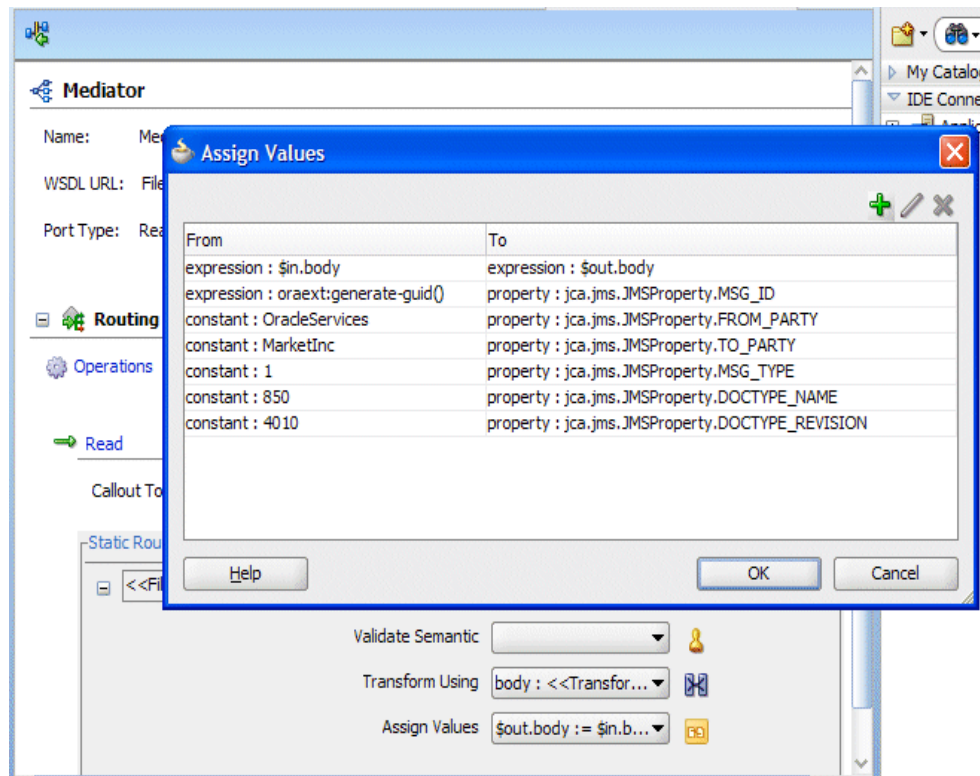 Mediator
My Catalo
IDE Conne
Name:
Assign Values
WSDL URL:
Port Type:
From To
expression : $in.body expression : $out.body
expression : oraext:generate-guid() property : jca.jms.JMSProperty.MSG_ID
constant : OracleServices property : jca.jms.JMSProperty.FROM_PARTY
constant : MarketInc property : jca.jms.JMSProperty.TO_PARTY
constant : 1 property : jca.jms.JMSProperty.MSG_TYPE
constant : 850 property : jca.jms.JMSProperty.DOCTYPE_NAME
constant : 4010 property : jca.jms.JMSProperty.DOCTYPE_REVISION
Routing
Operations
Read
Callout To
Static Rou
<<Fil
Help OK Cancel
Validate Semantic
Transform Using body : <<Transfor...
Assign Values $out.body := $in.b...